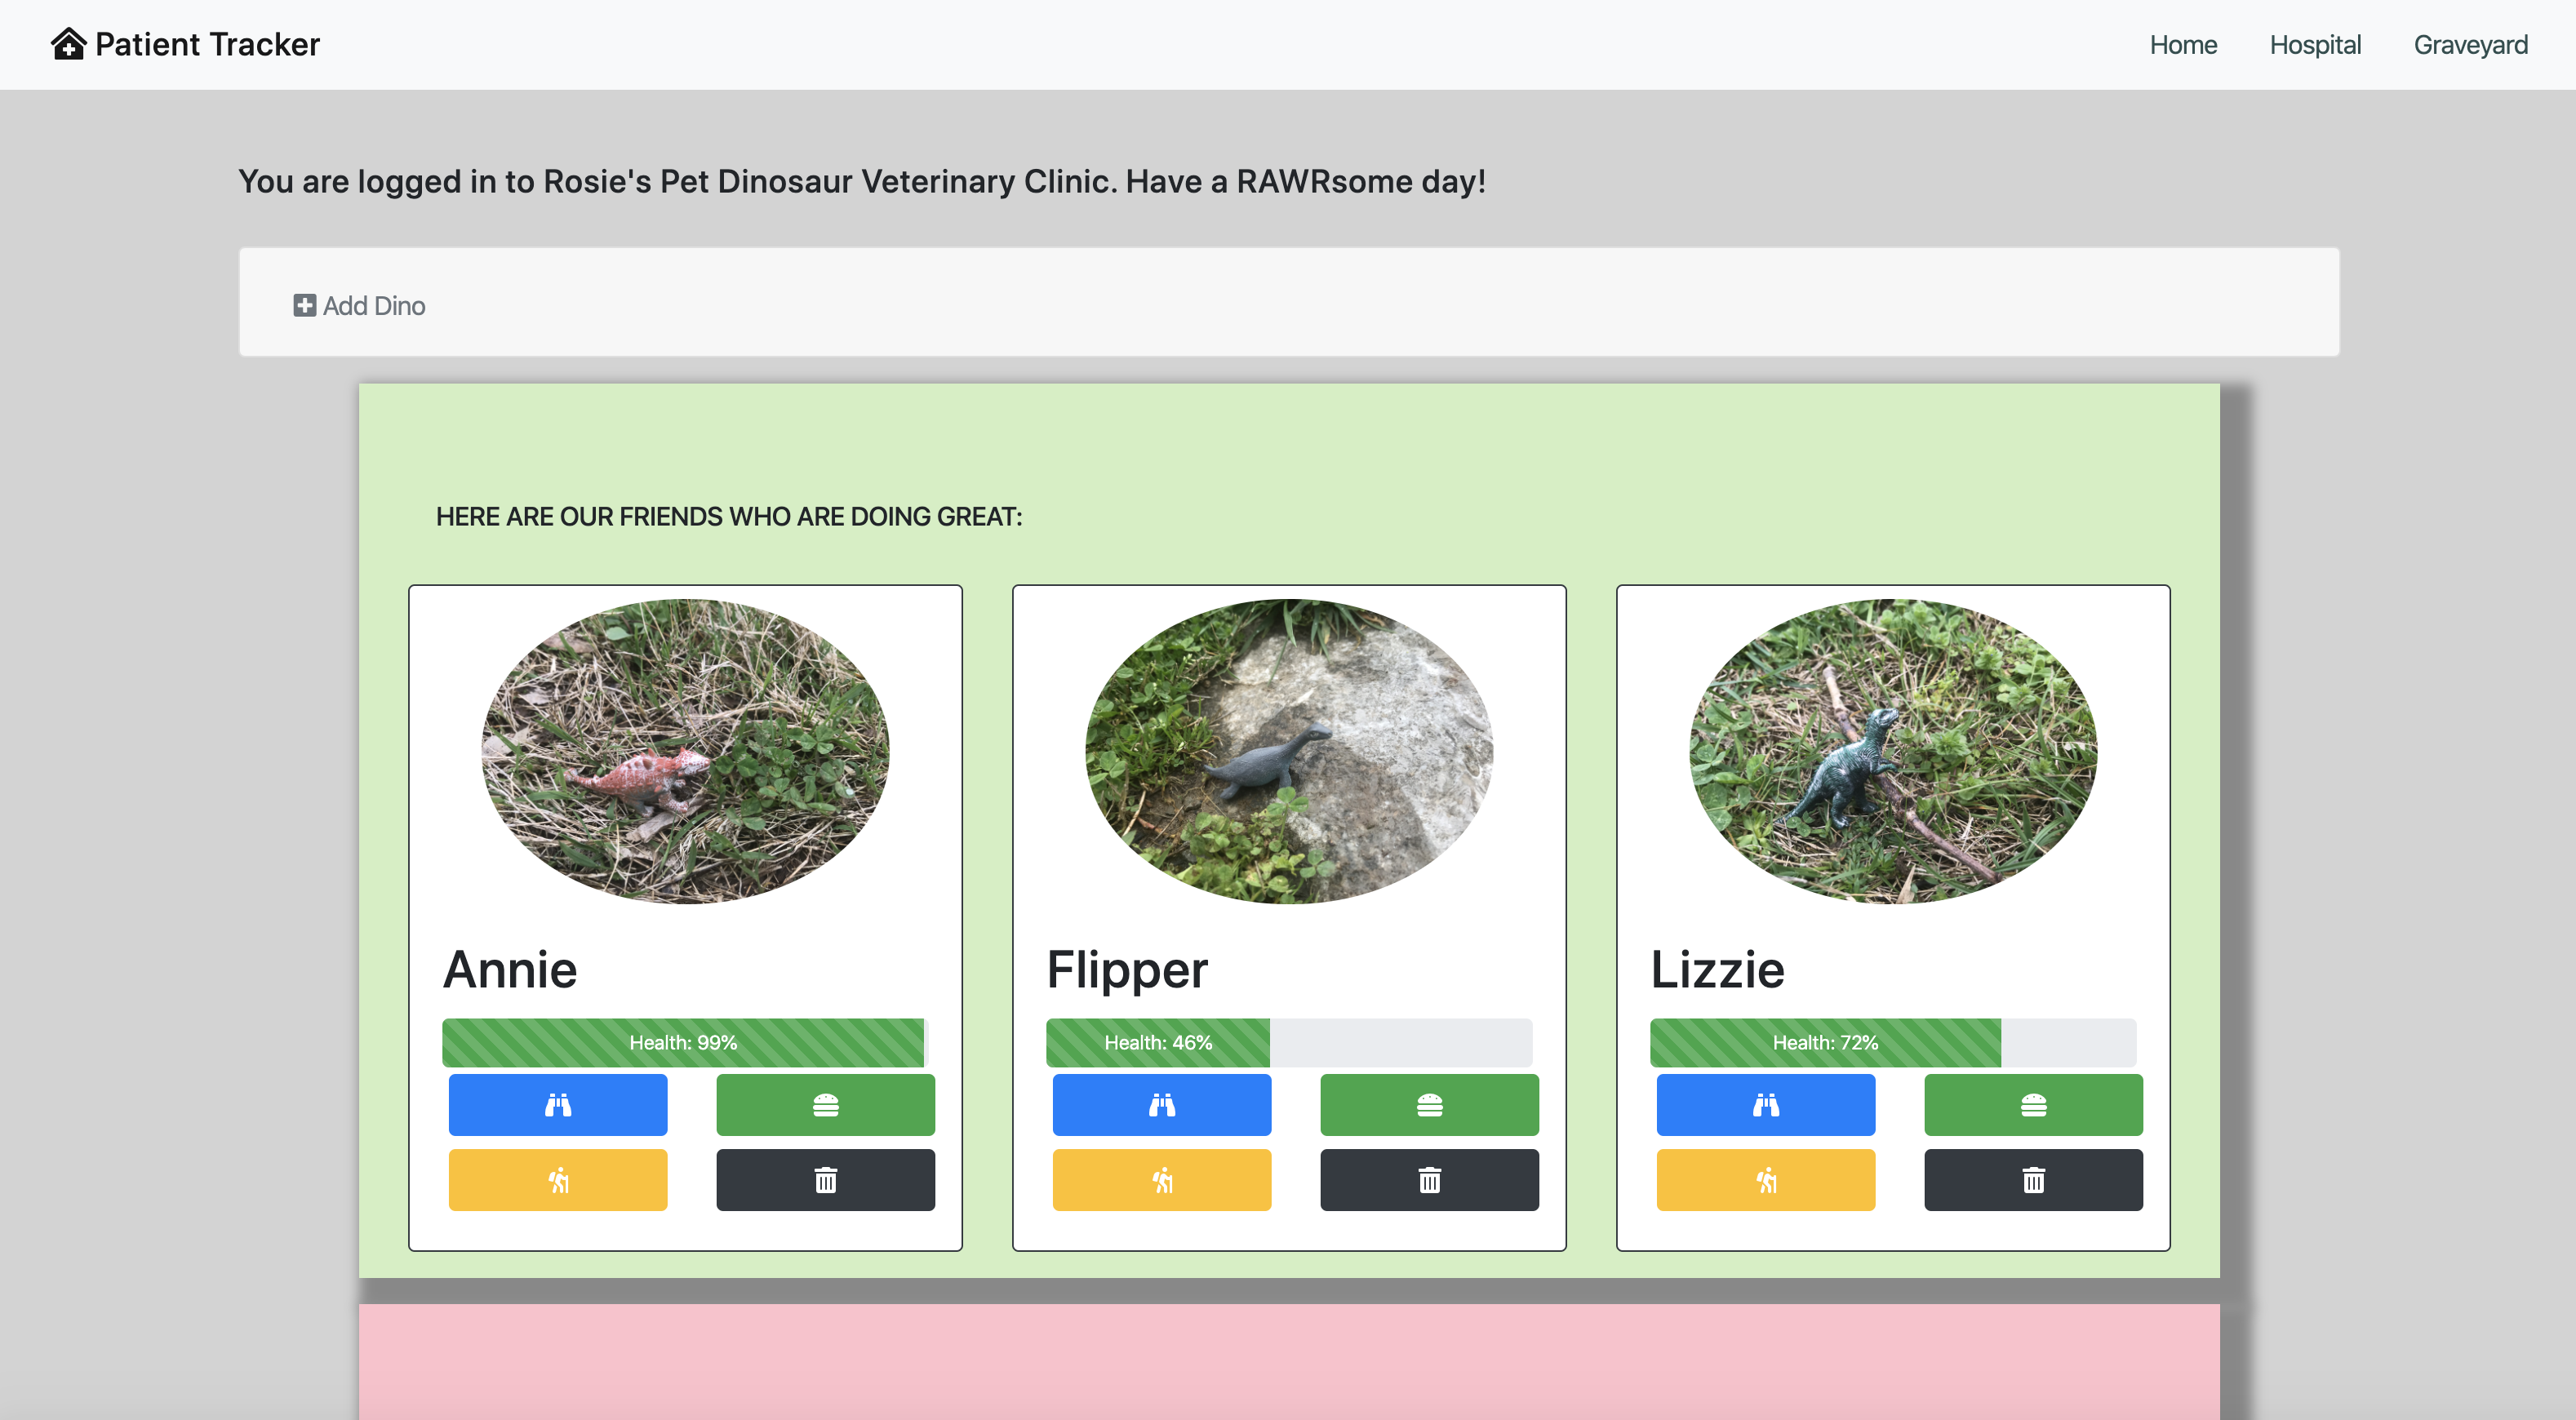 Patient Tracker
Home Hospital Graveyard
You are logged in to Rosie's Pet Dinosaur Veterinary Clinic. Have a RAWRsome day!
Add Dino
HERE ARE OUR FRIENDS WHO ARE DOING GREAT:
Annie
Health: 99%
Flipper
Health: 46%
Lizzie
Health: 72%